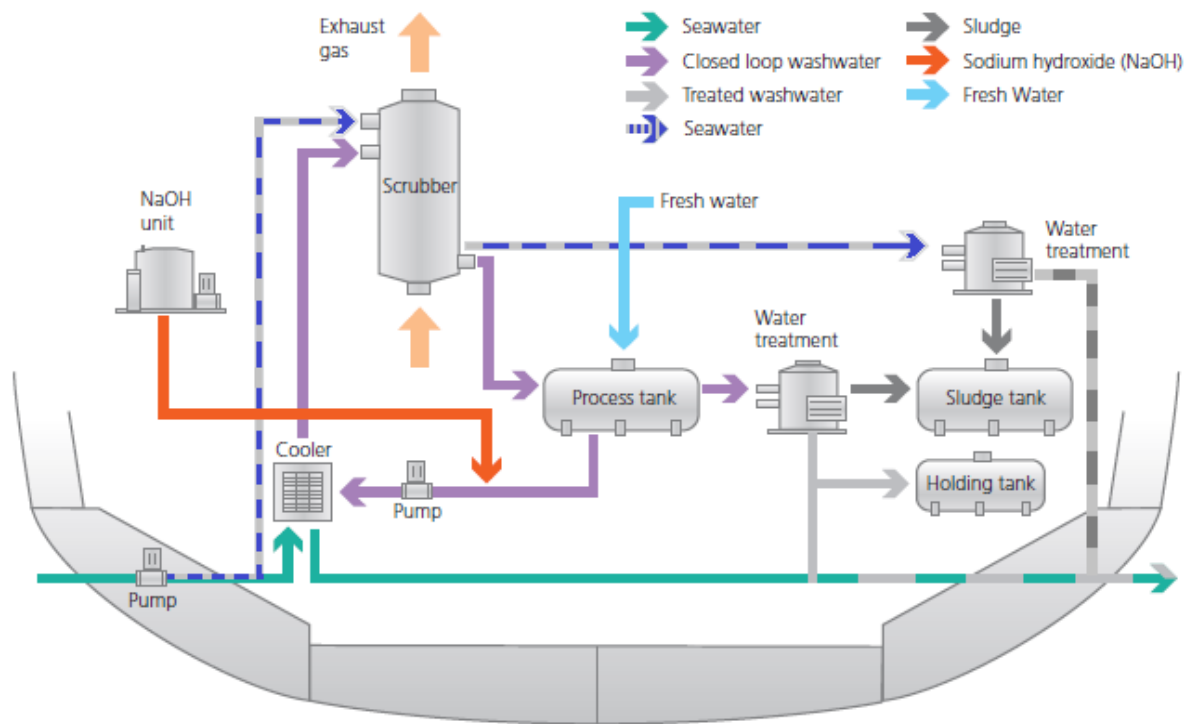 Exhaust
gas
Seawater
Closed loop washwater
Treated washwater
Seawater
Sludge
Sodium hydroxide (NaOH)
Fresh Water
NaOH
unit
Scrubber
Fresh water
Water
treatment
Water
treatment
Process tank
Sludge tank
Cooler
Holding tank
Pump
Pump